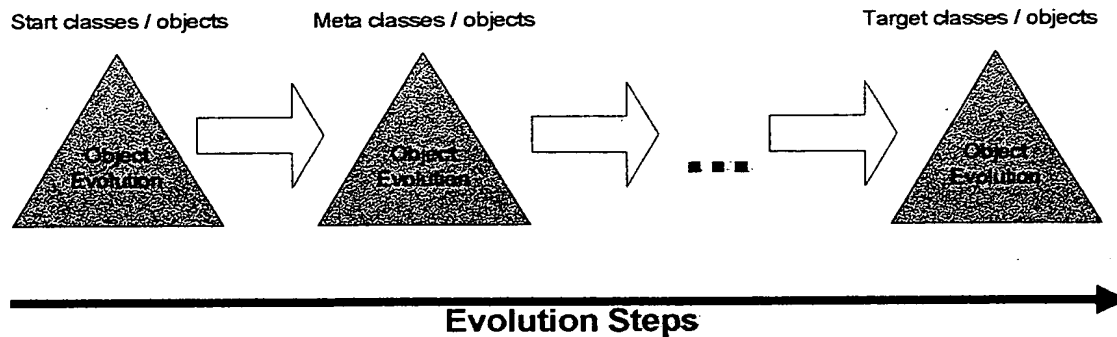 Start classes / objects
Meta classes / objects
Target classes / objects
Object
Evolution
Object
Evolution
Object
Evolution
...
Evolution Steps